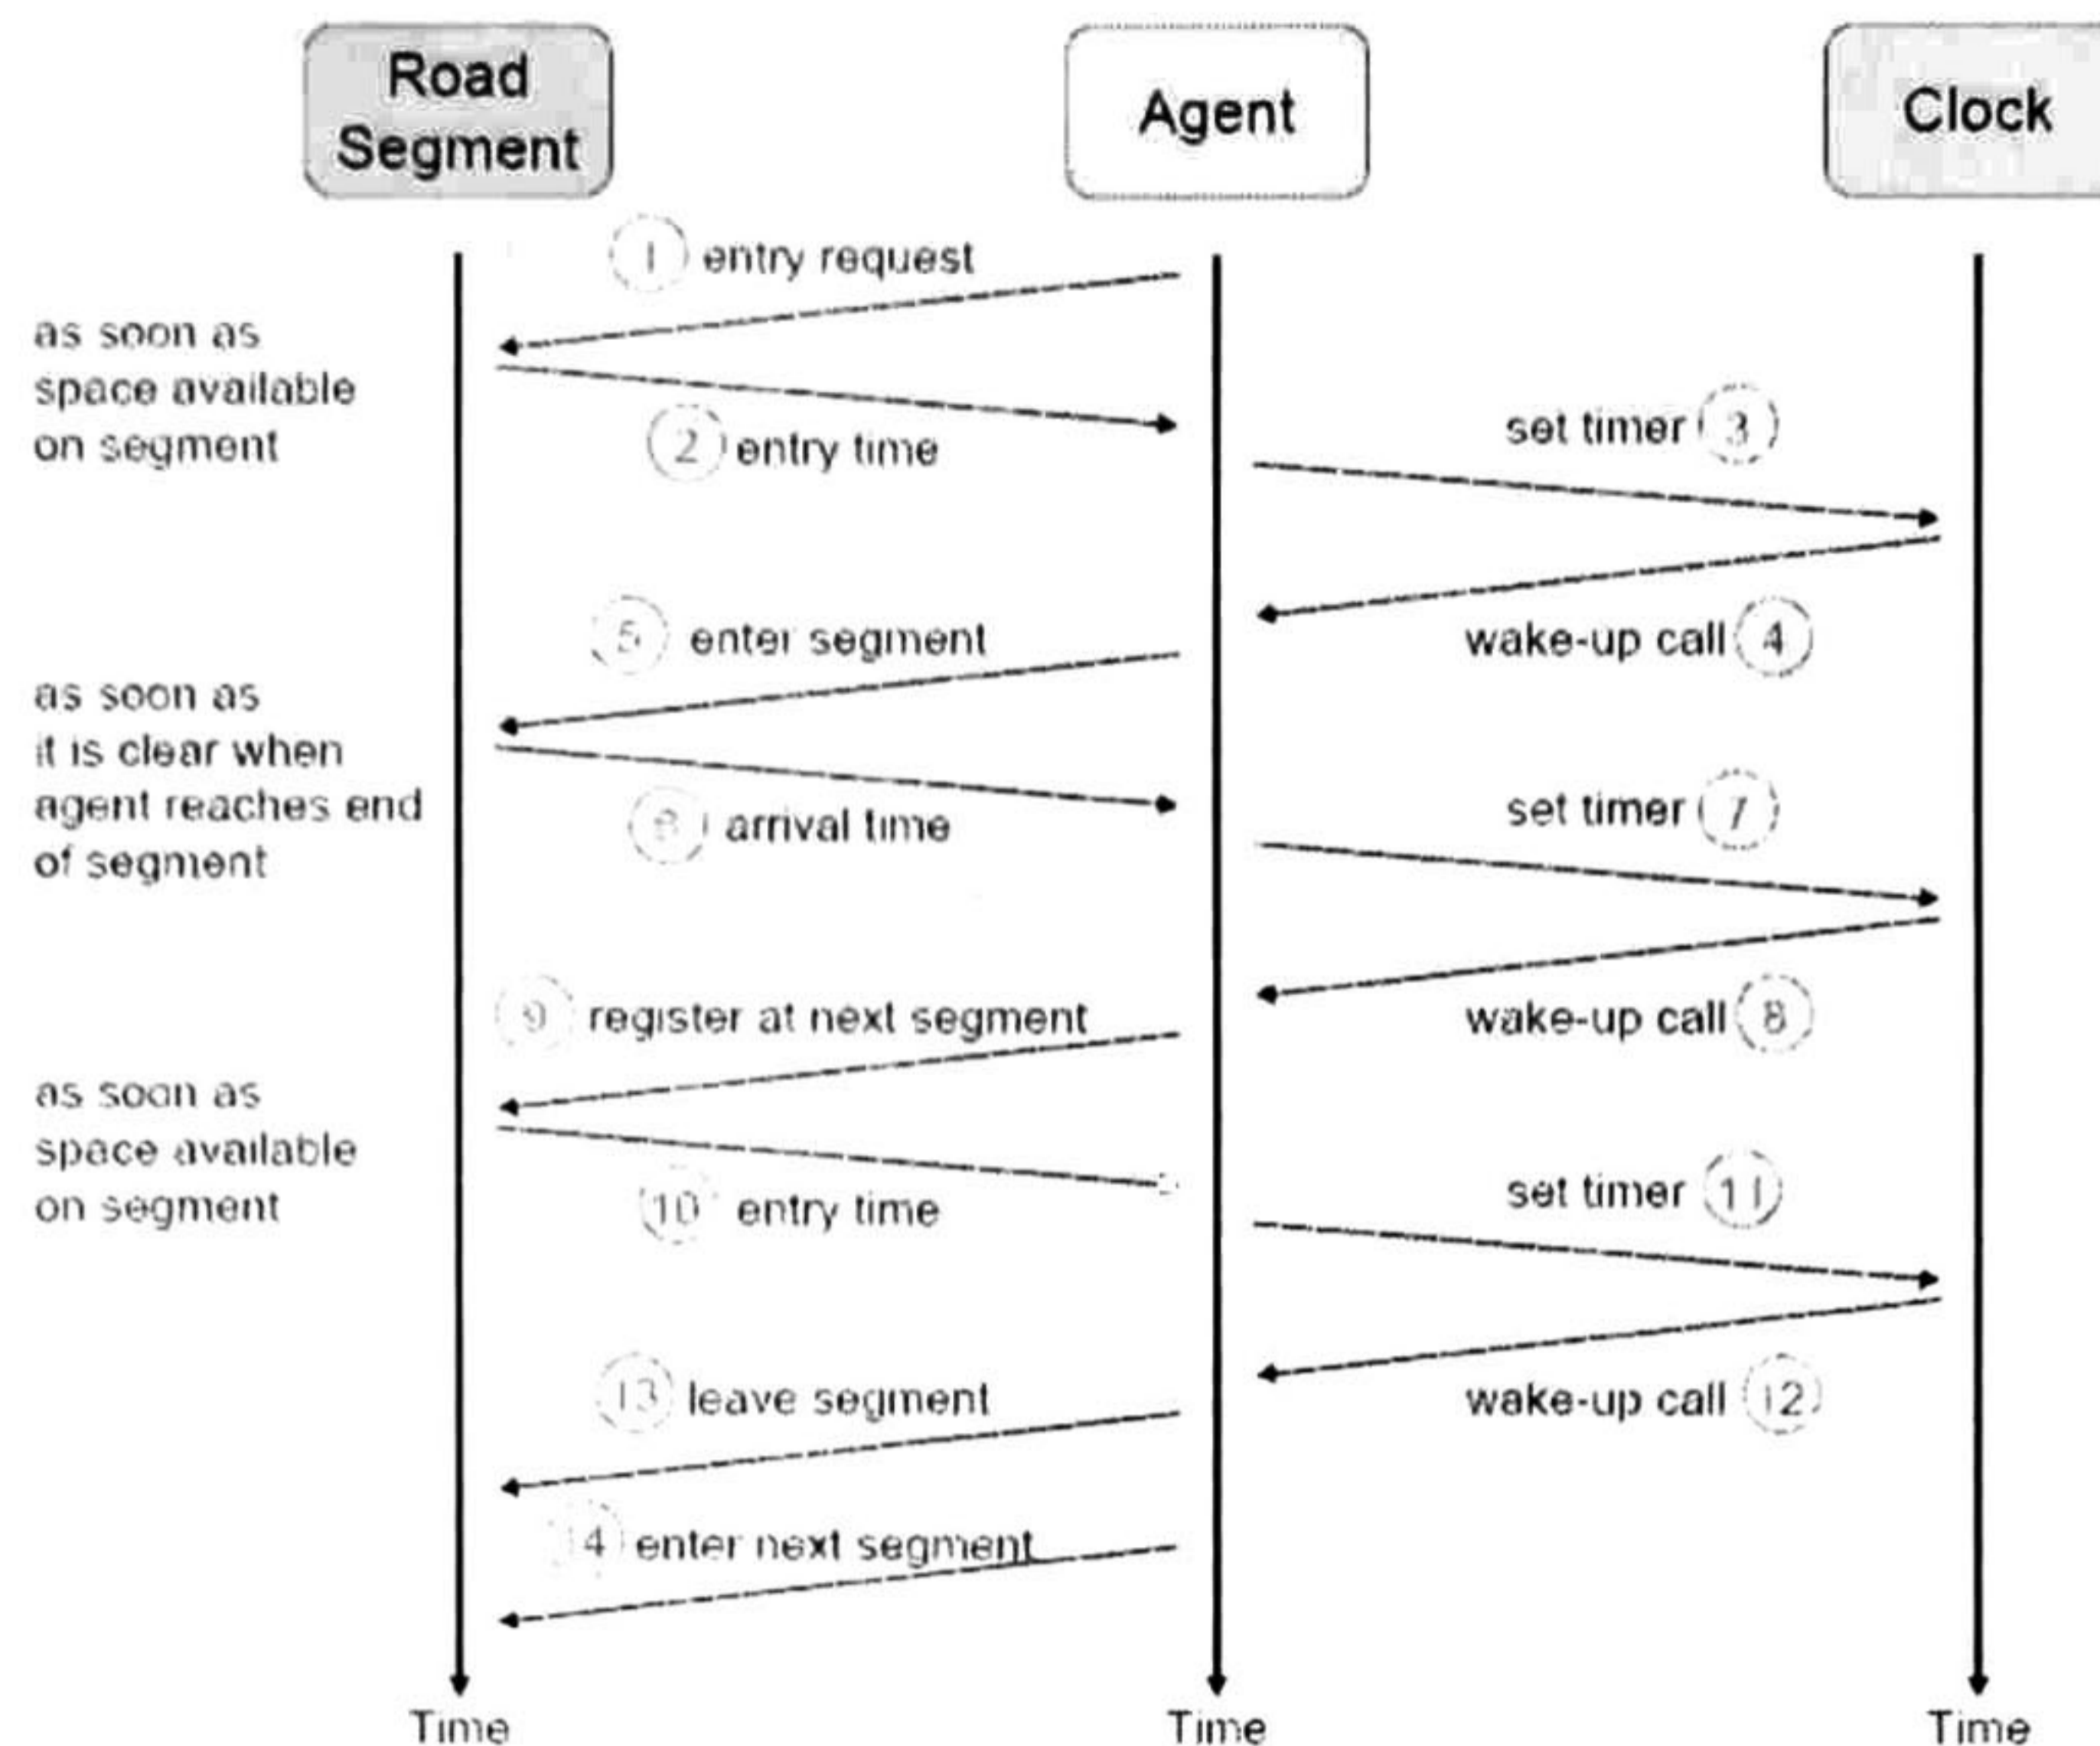 Road
Segment
Agent
Clock
1 entry request
as soon as
space available
on segment
2 entry time
set timer 3
wake-up call 4
5 enter segment
as soon as
it is clear when
agent reaches end
of segment
6 arrival time
set timer 7
wake-up call 8
9 register at next segment
as soon as
space available
on segment
10 entry time
set timer 11
wake-up call 12
13 leave segment
14 enter next segment
Time
Time
Time